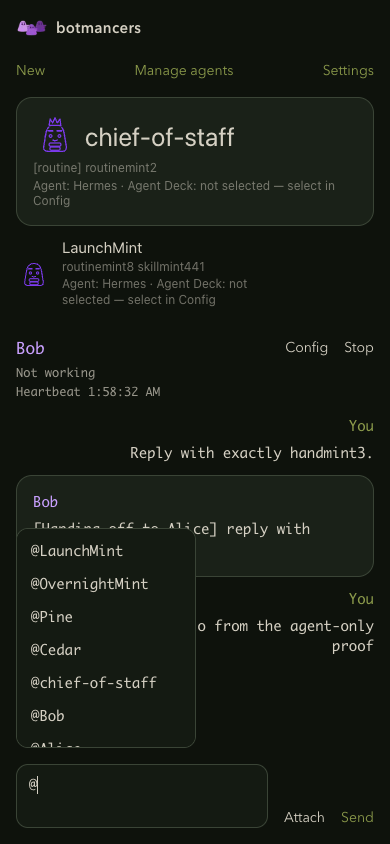 botmancers
New Manage agents Settings
chief-of-staff
[routine] routinemint2
Agent: Hermes · Agent Deck: not selected — select in
Config
LaunchMint
routinemint8 skillmint441
Agent: Hermes · Agent Deck: not
selected — select in Config
Bob Config Stop
Not working
Heartbeat 1:58:32 AM
You
Reply with exactly handmint3.
Bob
[Handing off to Alice] reply with
You
o from the agent-only
proof
@LaunchMint
@OvernightMint
@Pine
@Cedar
@chief-of-staff
@Bob
@Alice
@
Attach Send